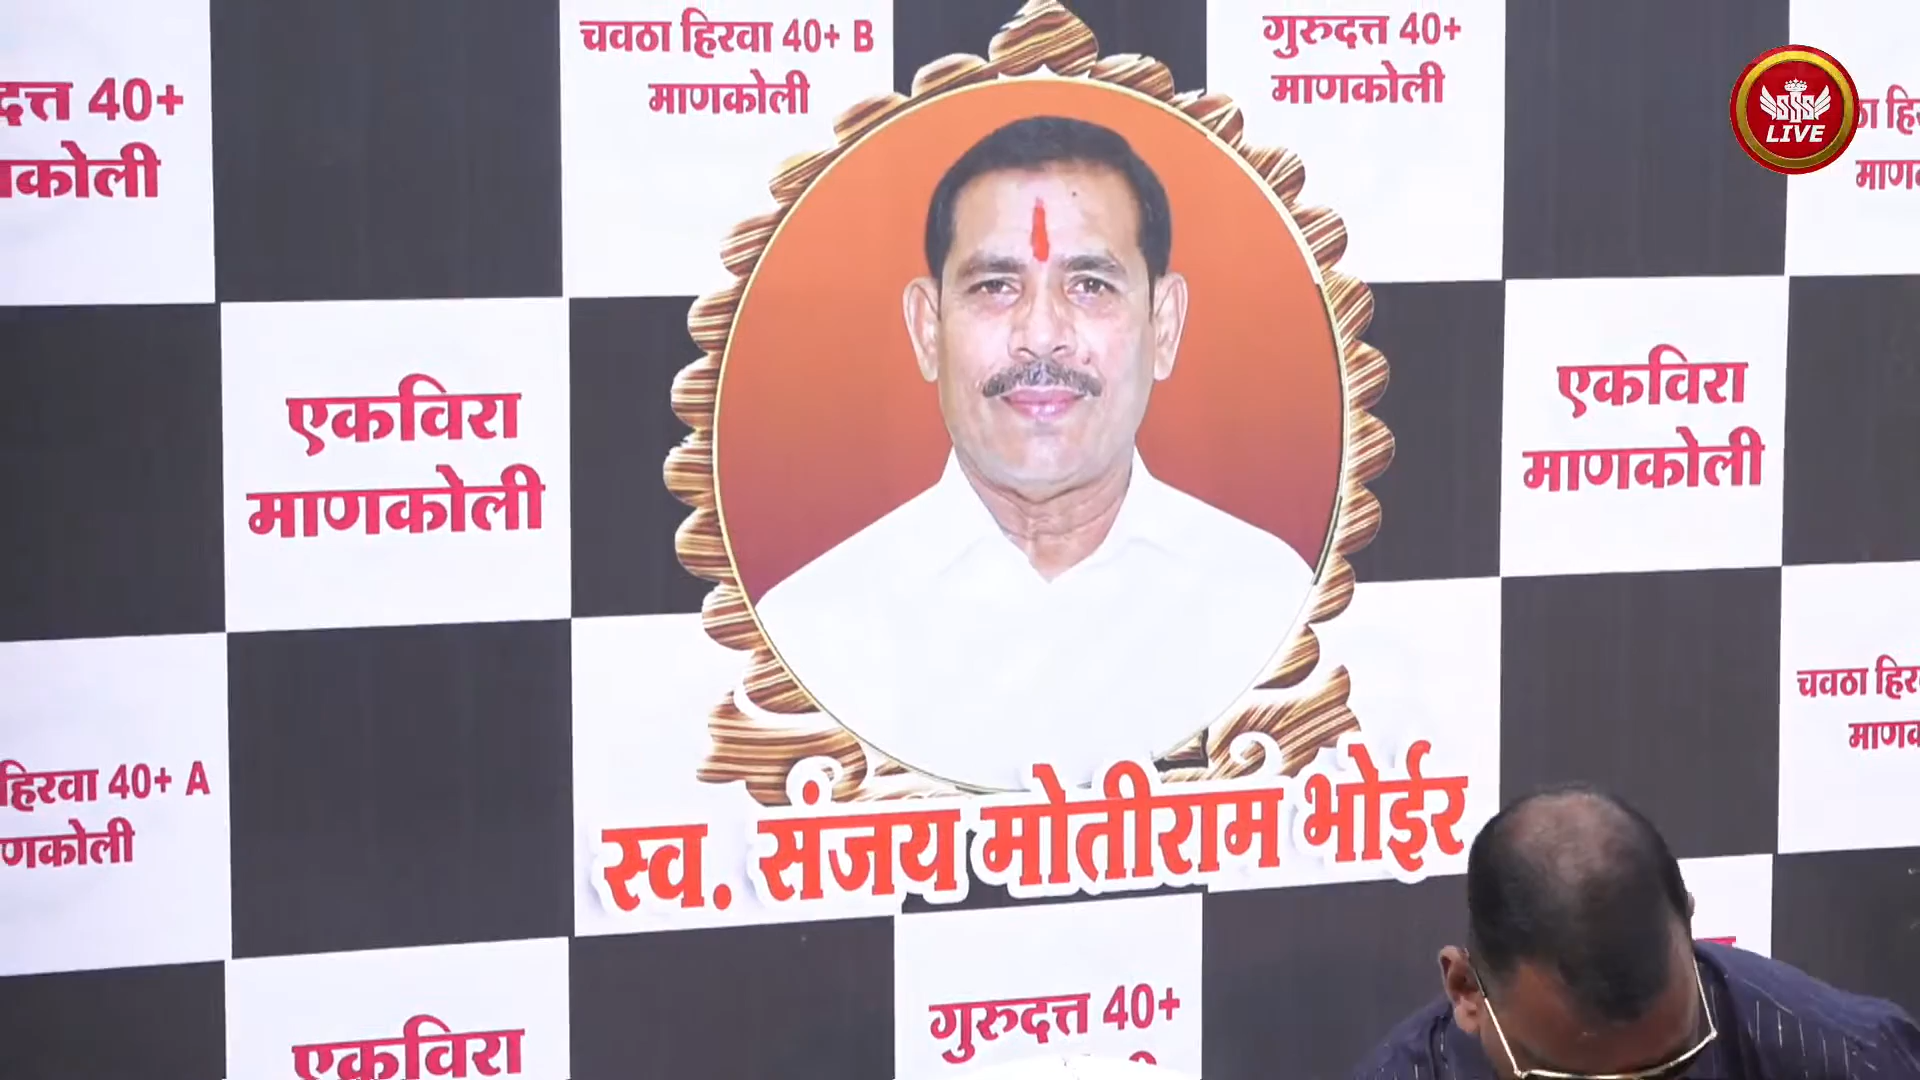 चवठा हिरवा 40+ B
माणकोली
गुरुदत्त 40+
माणकोली
SSS
LIVE
दत्त 40+
कोली
एकविरा
माणकोली
एकविरा
माणकोली
हिरवा 40+ A
णकोली
चवठा
स्व. संजय मोतीराम भोईर
गुरुदत्त 40+
एकविरा